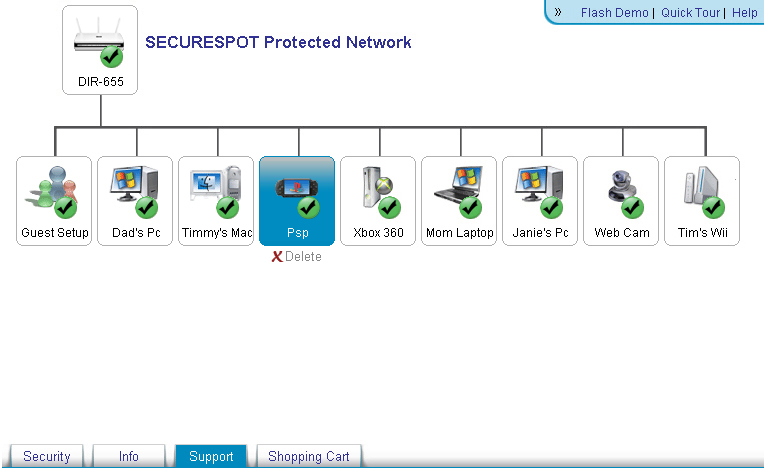 » Flash Demo | Quick Tour | Help
SECURESPOT Protected Network
DIR-655
Guest Setup
Dad's Pc
Timmy's Mac
Psp
Xbox 360
Mom Laptop
Janie's Pc
Web Cam
Tim's Wii
Delete
Security
Info
Support
Shopping Cart